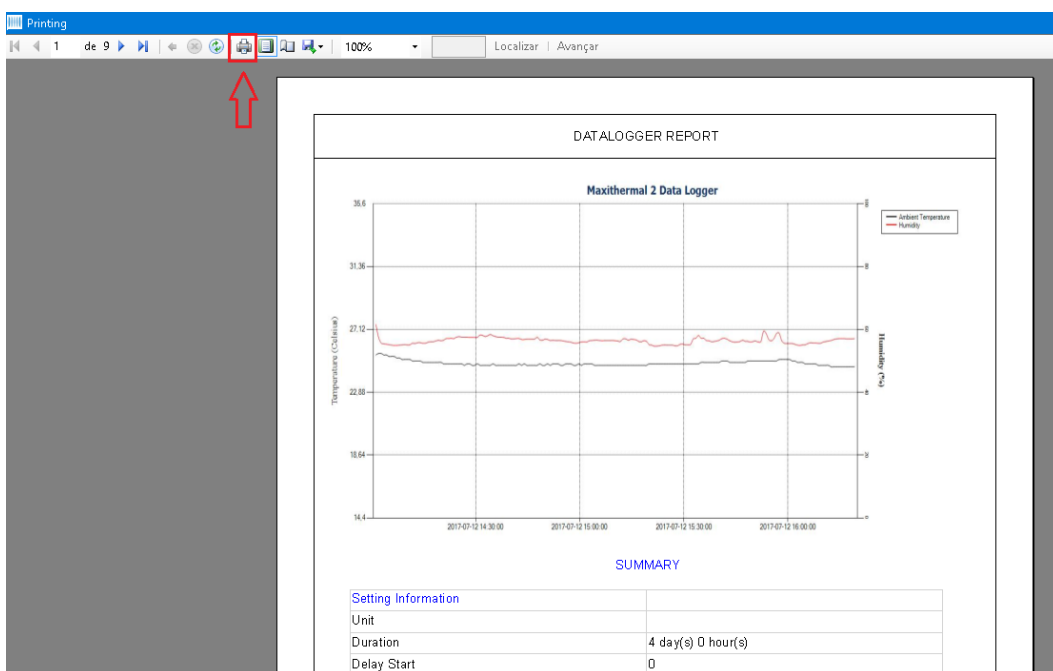 Printing
1 de 9 100% Localizar | Avançar
DATALOGGER REPORT
Maxithermal 2 Data Logger
Ambient Temperature
Humidity
35,6
31,36
27,12
22,88
18,64
14,4
Temperature (Celsius)
Humidity (%)
2017-07-12 14:30:00 2017-07-12 15:00:00 2017-07-12 15:30:00 2017-07-12 16:00:00
SUMMARY
Setting Information
Unit
Duration 4 day(s) 0 hour(s)
Delay Start 0